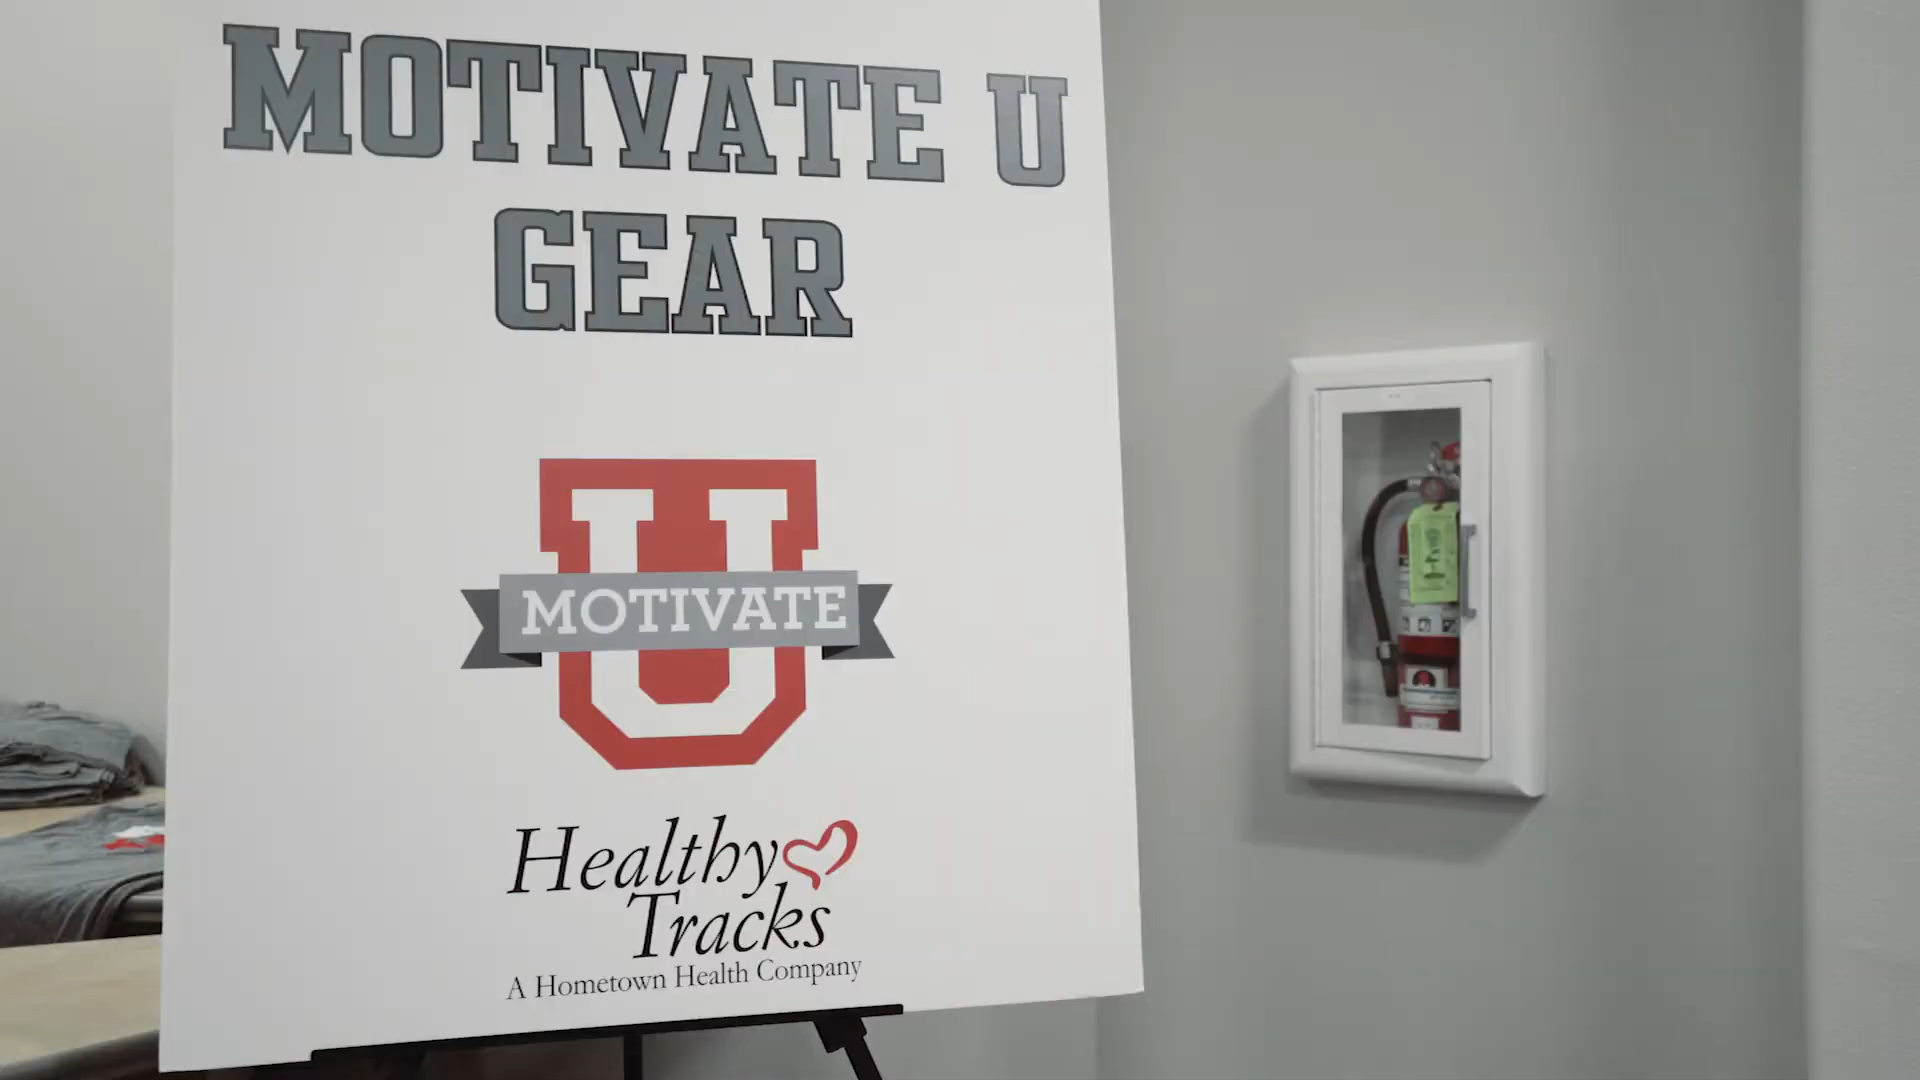 MOTIVATE U
GEAR
U
MOTIVATE
Healthy
Tracks
A Hometown Health Company